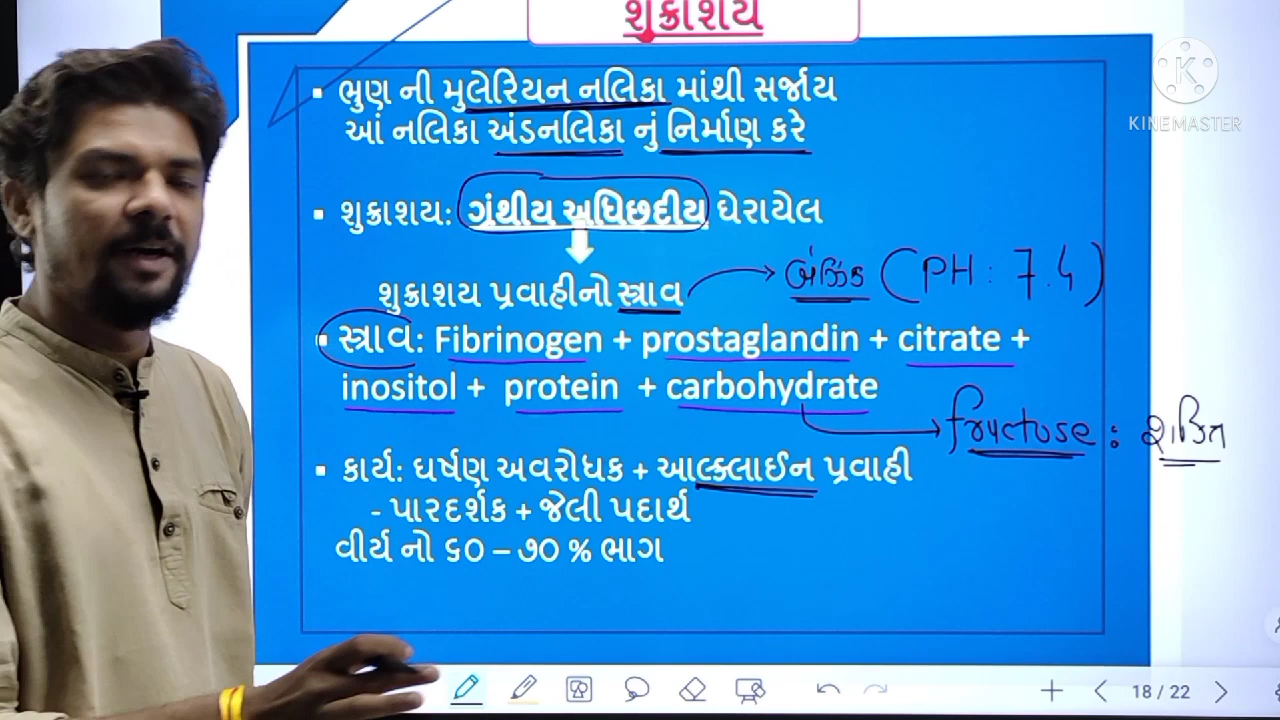 શુક્રાશય
▪ ભ્રુણ ની મુલેરિયન નલિકા માંથી સર્જાય
આં નલિકા અંડનલિકા નું નિર્માણ કરે
▪ શુક્રાશય: ગ્રંથીય અધિછદીય ઘેરાયેલ
શુક્રાશય પ્રવાહીનો સ્ત્રાવ
(PH: 7.4)
▪ સ્ત્રાવ: Fibrinogen + prostaglandin + citrate +
inositol + protein + carbohydrate
fructose: શક્તિ
▪ કાર્ય: ઘર્ષણ અવરોધક + આલ્ક્લાઈન પ્રવાહી
- પારદર્શક + જેલી પદાર્થ
વીર્ય નો ૬૦ – ૭૦ % ભાગ
K
KINEMASTER
18 / 22